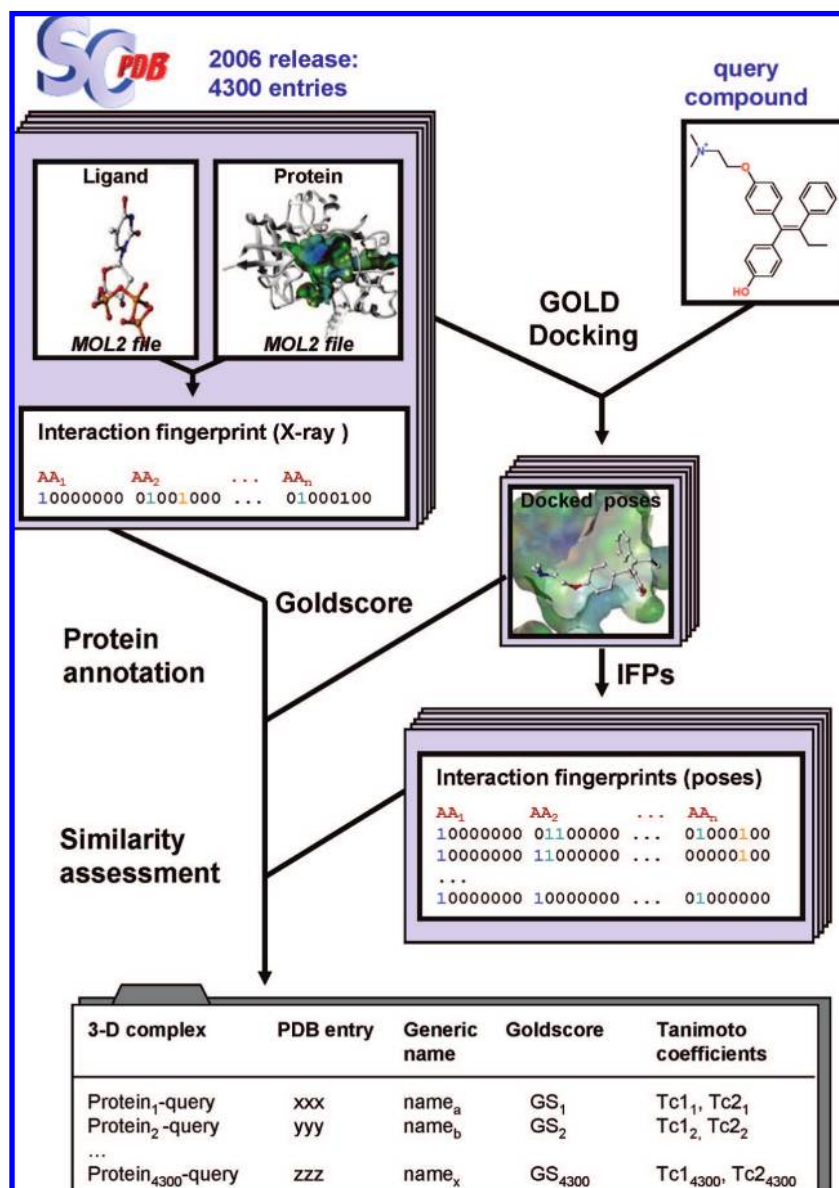 SCPDB
2006 release:
4300 entries
query
compound
Ligand
MOL2 file
Protein
MOL2 file
N+
O
HO
GOLD
Docking
Interaction fingerprint (X-ray )
AA1 AA2 ... AAn
10000000 01001000 ... 01000100
Docked poses
Goldscore
Protein
annotation
IFPs
Interaction fingerprints (poses)
AA1 AA2 ... AAn
10000000 01100000 ... 01000100
10000000 11000000 ... 00000100
...
10000000 10000000 ... 01000000
Similarity
assessment
3-D complex PDB entry Generic name Goldscore Tanimoto coefficients
Protein1-query xxx namea GS1 Tc11, Tc21
Protein2 -query yyy nameb GS2 Tc12, Tc22
...
Protein4300-query zzz namex GS4300 Tc14300, Tc24300